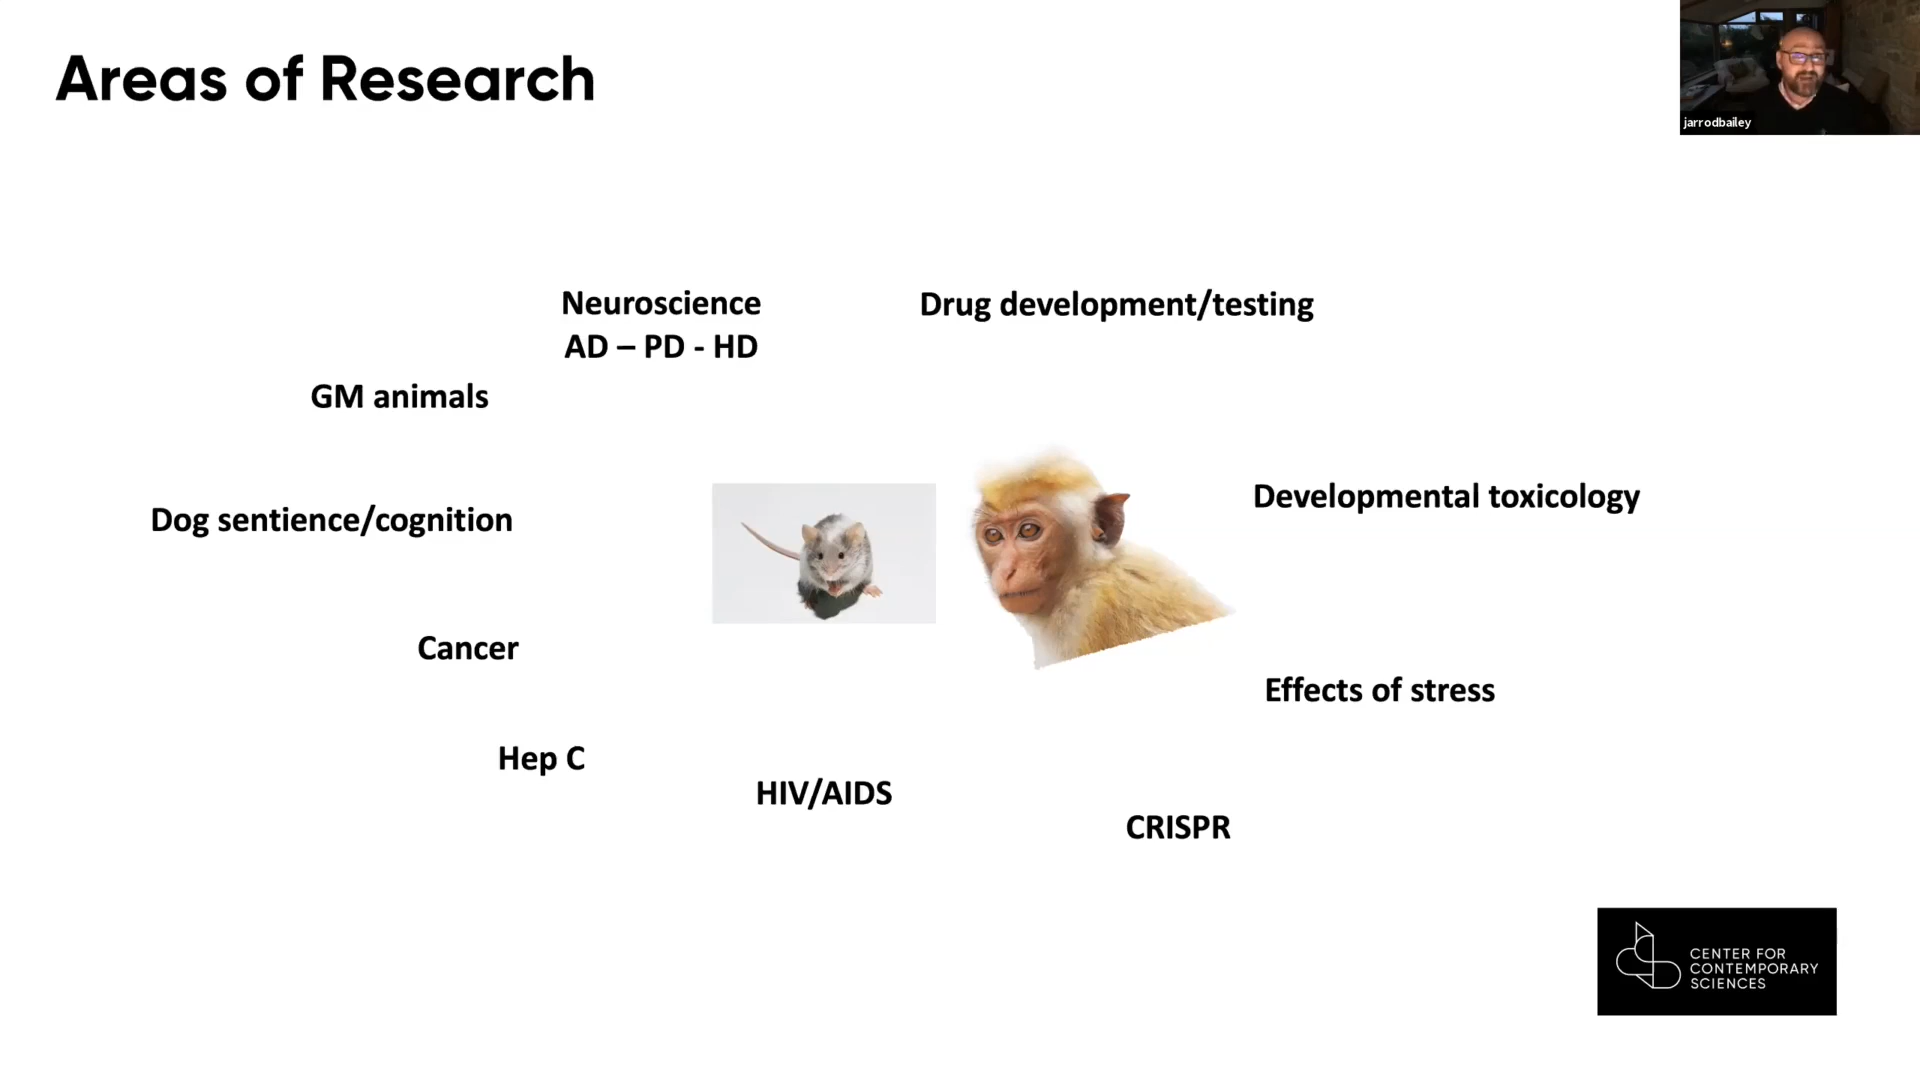 Areas of Research
jarrodbailey
Neuroscience
AD – PD - HD
Drug development/testing
GM animals
Developmental toxicology
Dog sentience/cognition
Cancer
Effects of stress
Hep C
HIV/AIDS
CRISPR
CENTER FOR
CONTEMPORARY
SCIENCES